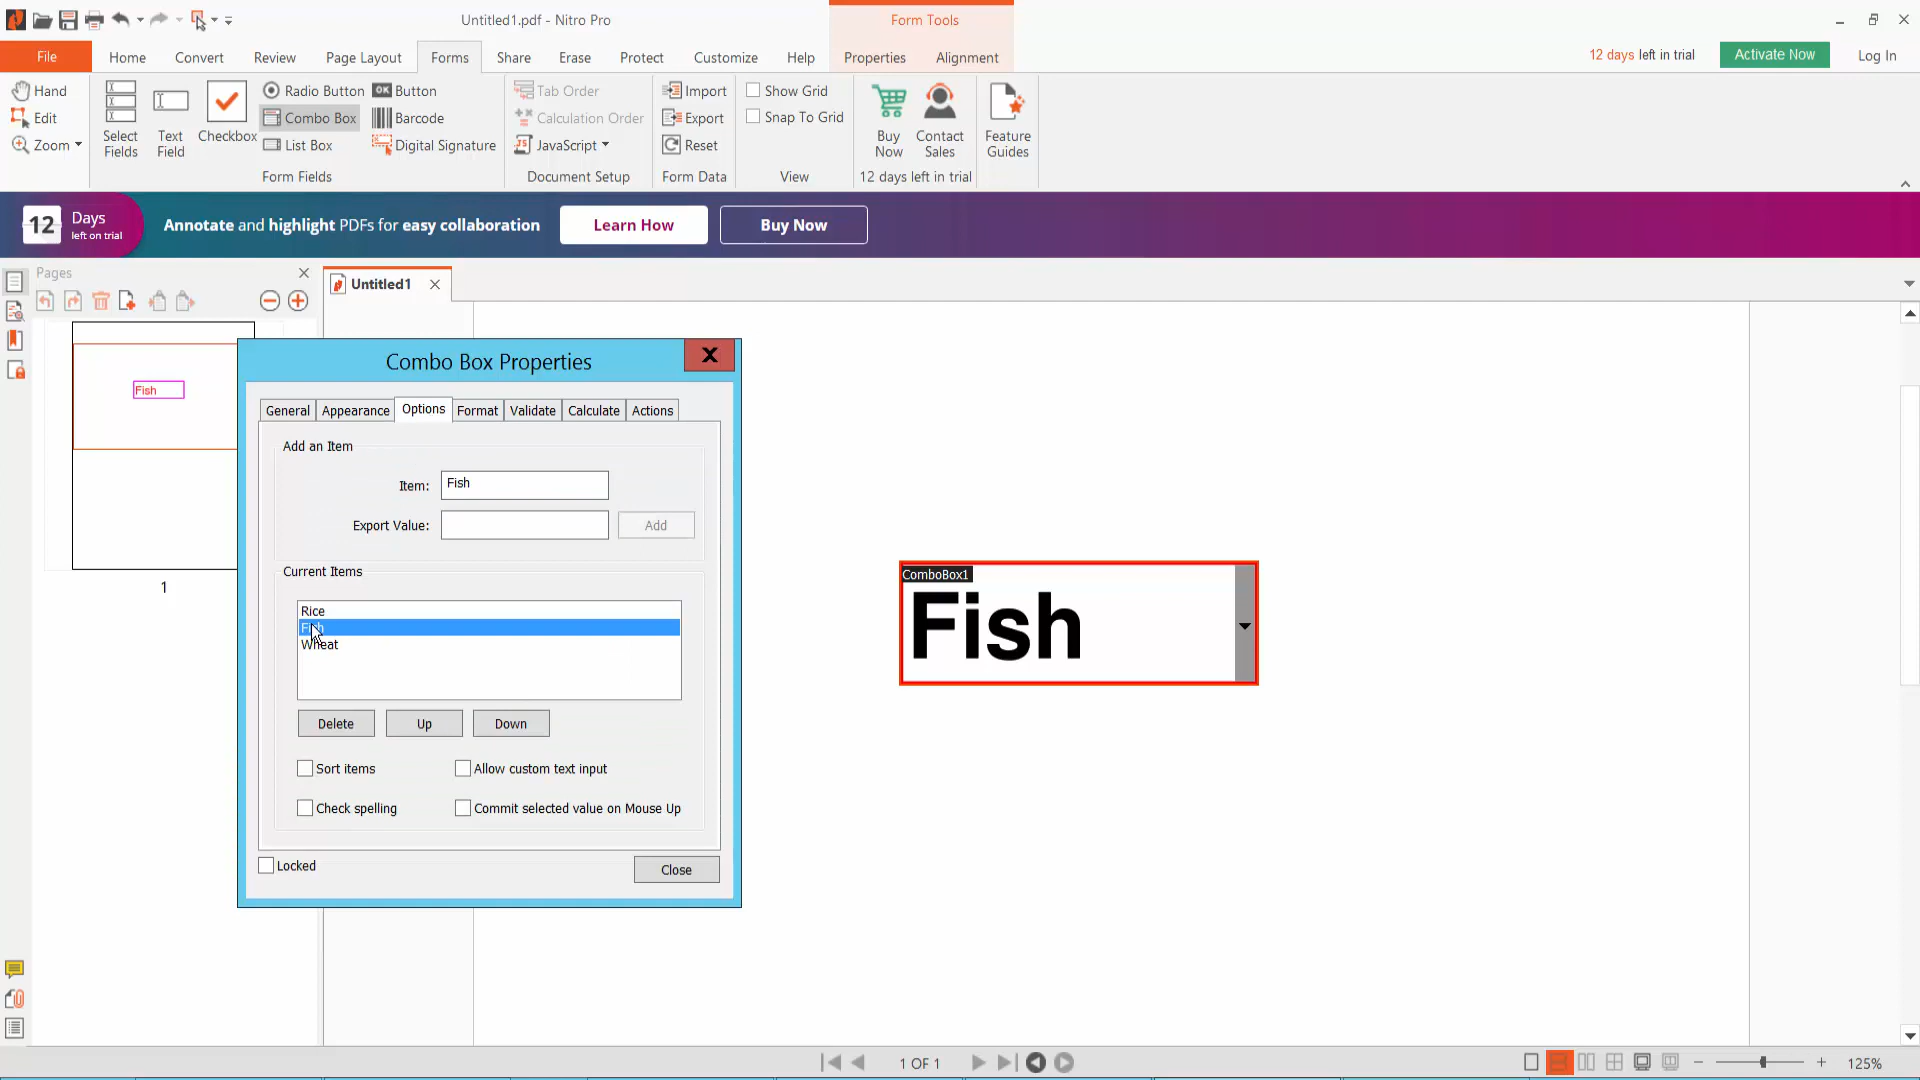 Untitled1.pdf - Nitro Pro
Form Tools
File
Home
Convert
Review
Page Layout
Forms
Share
Erase
Protect
Customize
Help
Properties
Alignment
12 days left in trial
Activate Now
Log In
Hand
Edit
Zoom
Select Fields
Text Field
Checkbox
Radio Button
Combo Box
List Box
OK Button
Barcode
Digital Signature
Form Fields
Tab Order
Calculation Order
JS JavaScript
Document Setup
Import
Export
Reset
Form Data
Show Grid
Snap To Grid
View
Buy Now
Contact Sales
12 days left in trial
Feature Guides
12 Days left on trial
Annotate and highlight PDFs for easy collaboration
Learn How
Buy Now
Pages
Untitled1
Fish
1
Combo Box Properties
X
General
Appearance
Options
Format
Validate
Calculate
Actions
Add an Item
Item: Fish
Export Value:
Add
Current Items
Rice
Fish
Wheat
Delete
Up
Down
Sort items
Allow custom text input
Check spelling
Commit selected value on Mouse Up
Locked
Close
ComboBox1
Fish
1 OF 1
125%